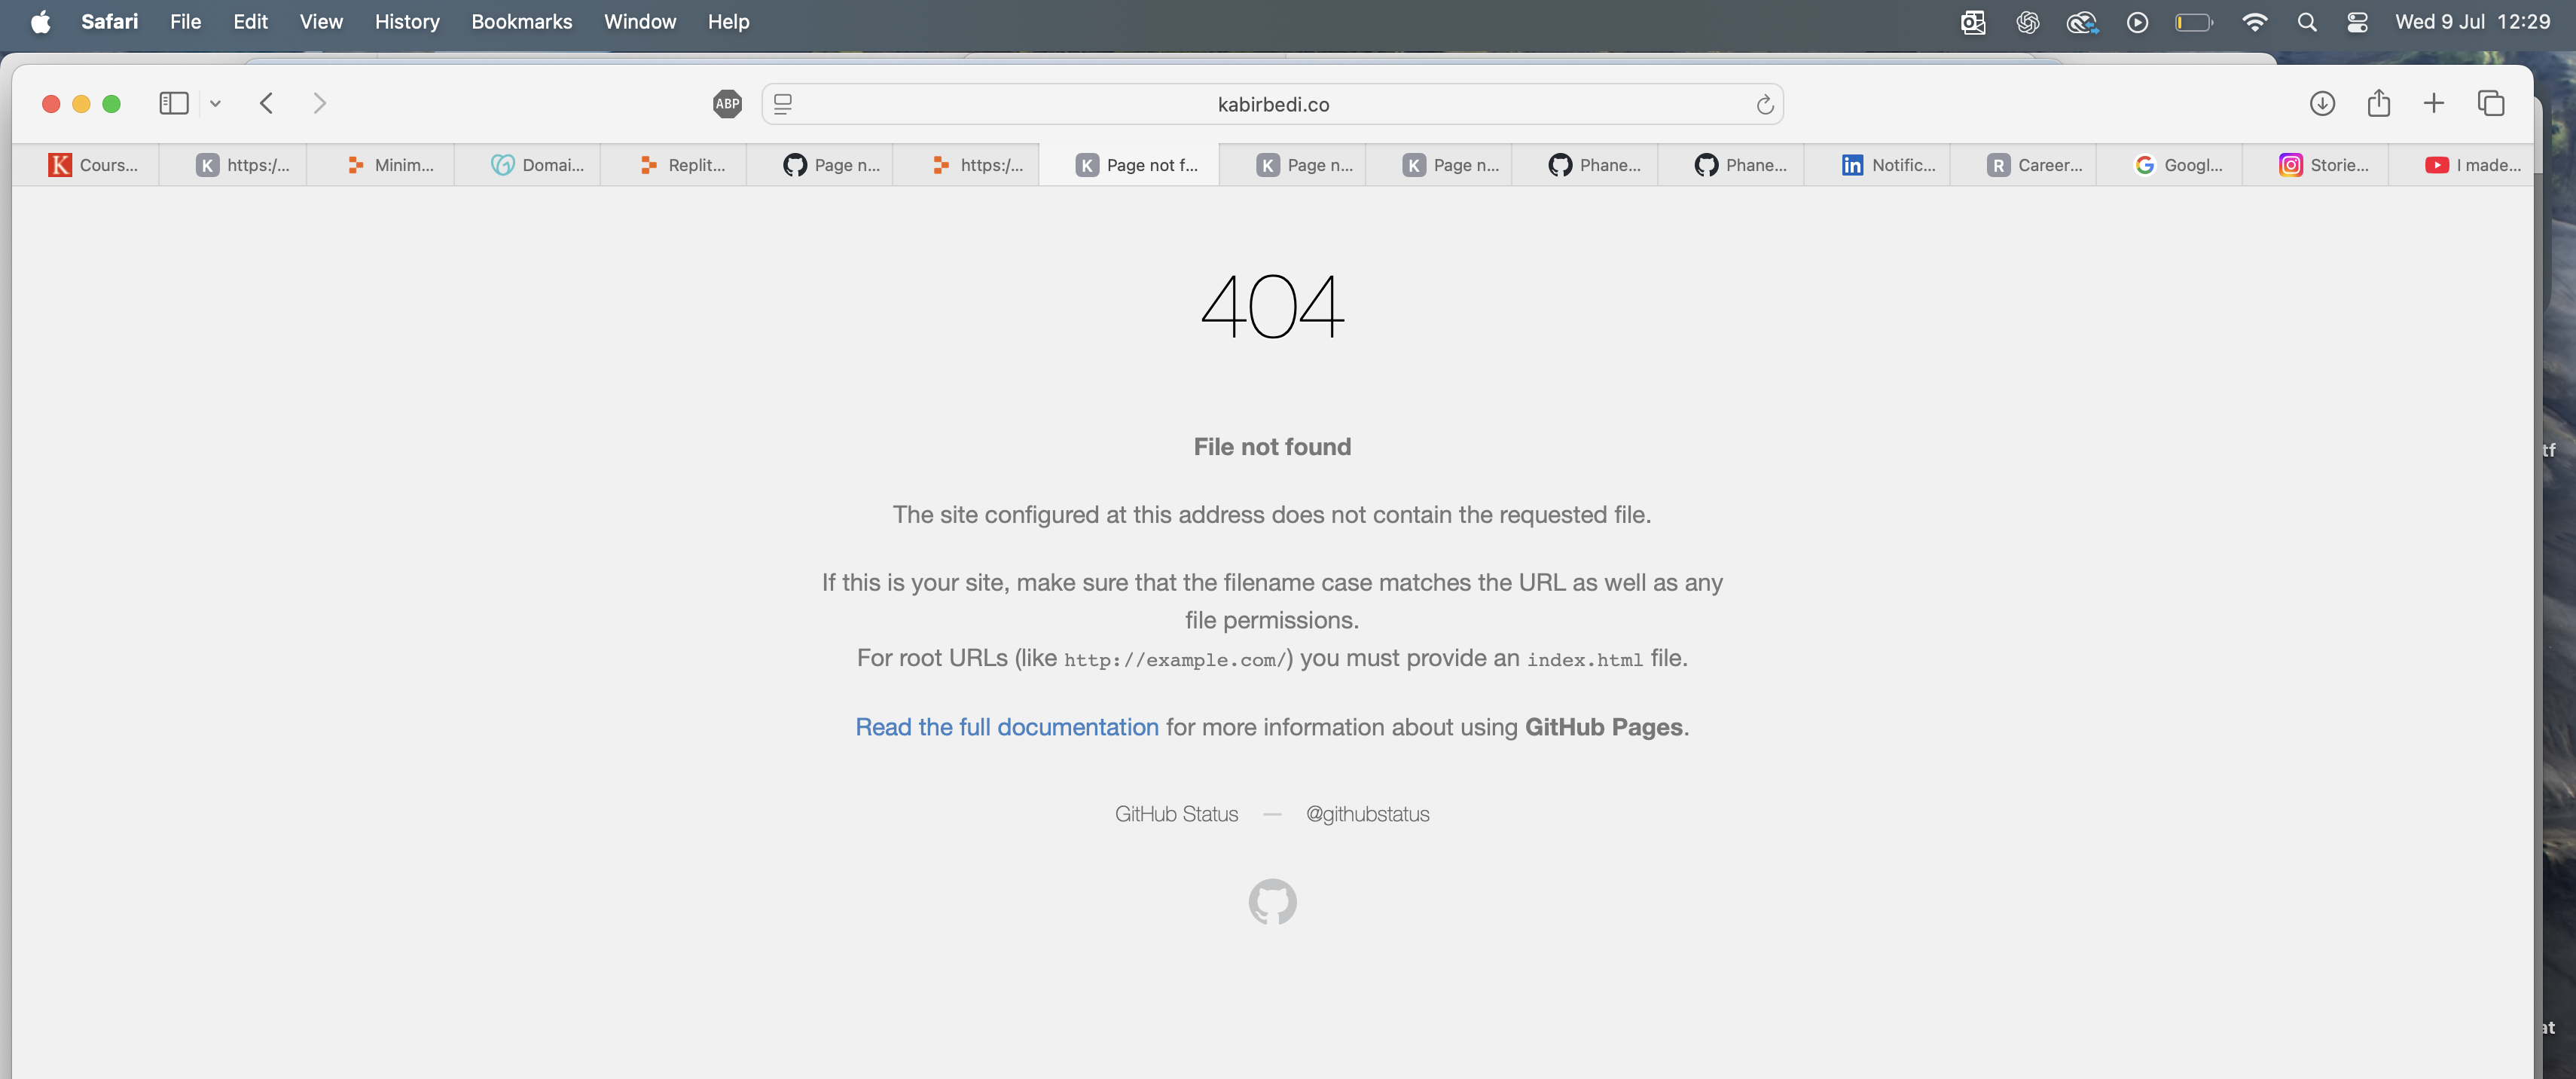 Safari File Edit View History Bookmarks Window Help Wed 9 Jul 12:29
ABP kabirbedi.co
K Cours... K https:/... Minim... Domai... Replit... Page n... https:/... K Page not f... K Page n... K Page n... Phane... Phane... in Notific... R Career... G Googl... Storie... I made...
404
File not found
The site configured at this address does not contain the requested file.
If this is your site, make sure that the filename case matches the URL as well as any
file permissions.
For root URLs (like http://example.com/) you must provide an index.html file.
Read the full documentation for more information about using GitHub Pages.
GitHub Status — @githubstatus
tf
at